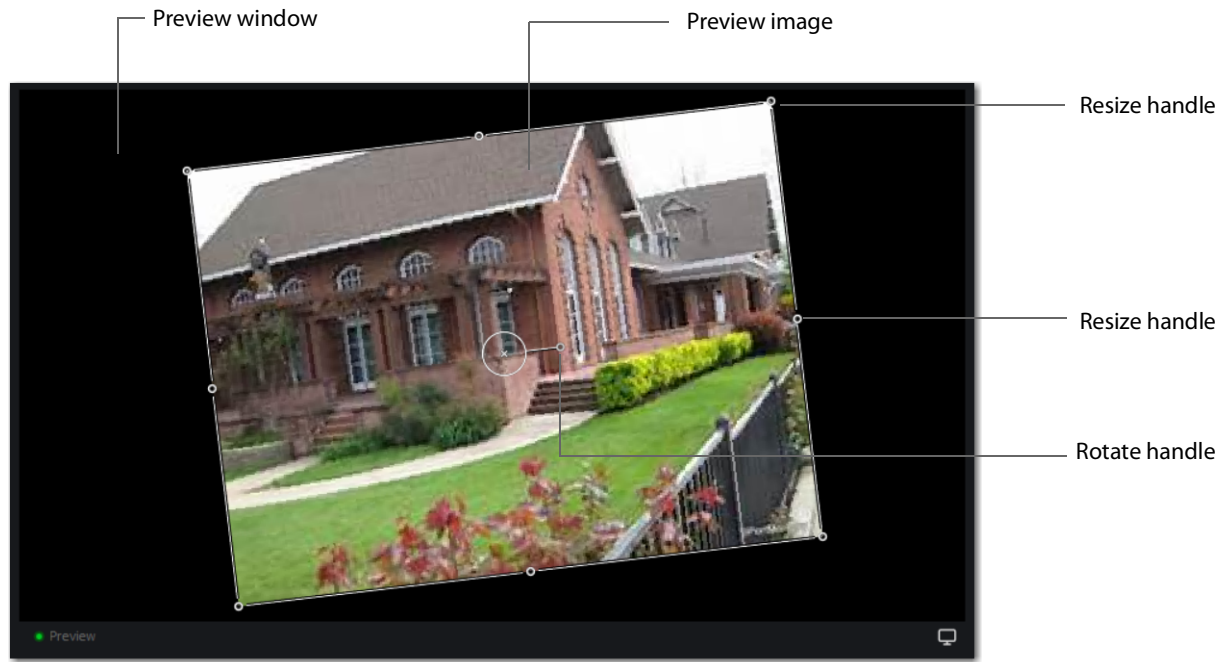 Preview window
Preview image
Resize handle
Resize handle
Rotate handle
Preview